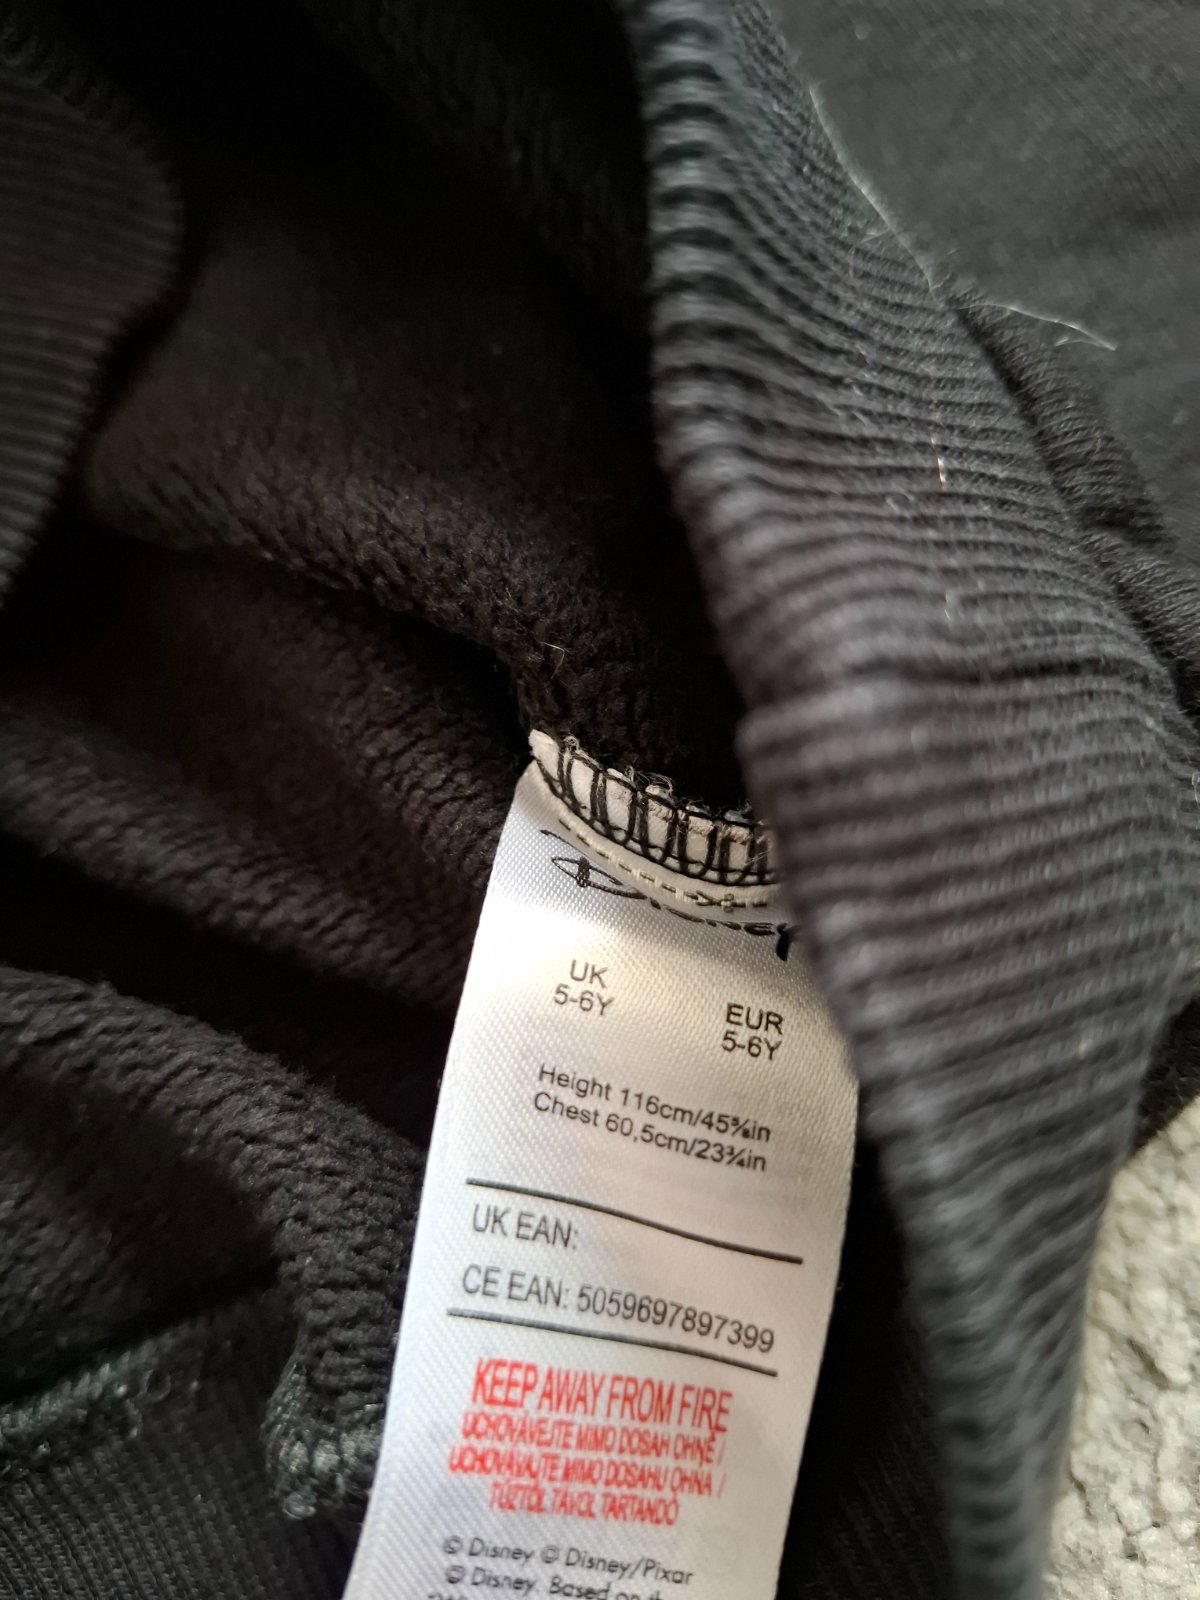 Disney
UK
5-6Y
EUR
5-6Y
Height 116cm/45⅝in
Chest 60,5cm/23¾in
UK EAN:
CE EAN: 5059697897399
KEEP AWAY FROM FIRE
UCHOVÁVEJTE MIMO DOSAH OHNĚ /
UCHOVÁVAJTE MIMO DOSAHU OHŇA /
TŰZTŐL TÁVOL TARTANDÓ
© Disney © Disney/Pixar
© Disney. Based on the